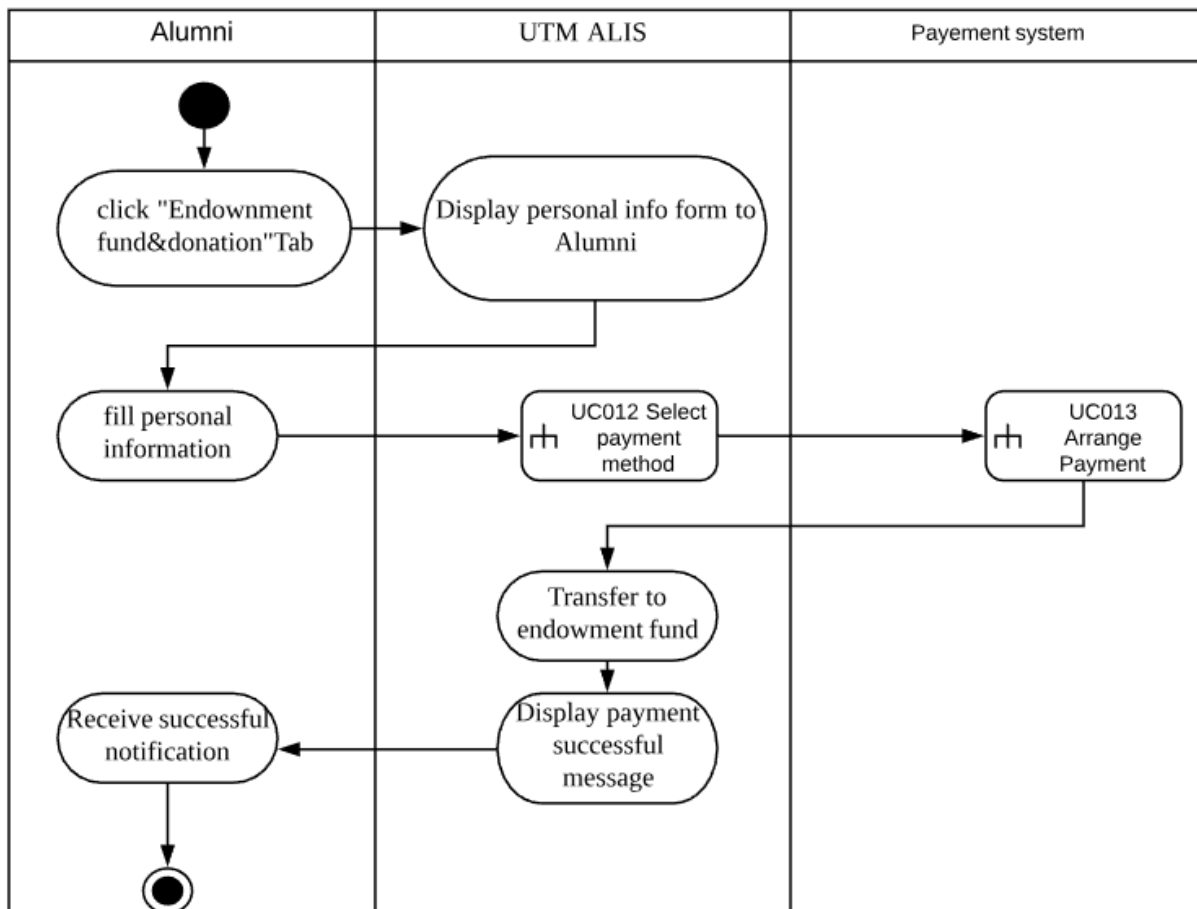 Alumni
UTM ALIS
Payement system
click "Endownment
fund&donation"Tab
Display personal info form to
Alumni
fill personal
information
UC012 Select
payment
method
UC013
Arrange
Payment
Transfer to
endowment fund
Display payment
successful
message
Receive successful
notification